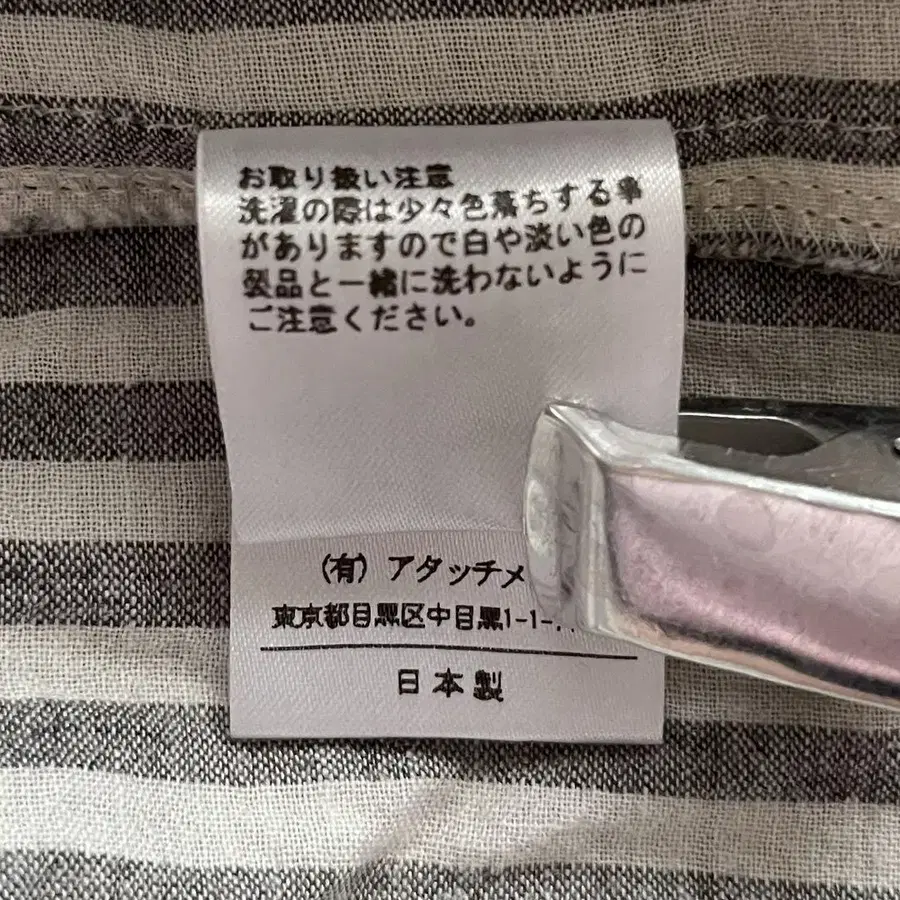 お取り扱い注意
洗濯の際は少々色落ちする事
がありますので白や淡い色の
製品と一緒に洗わないように
ご注意ください。
(有) アタッチメ
東京都目黒区中目黒1-1-
日本製